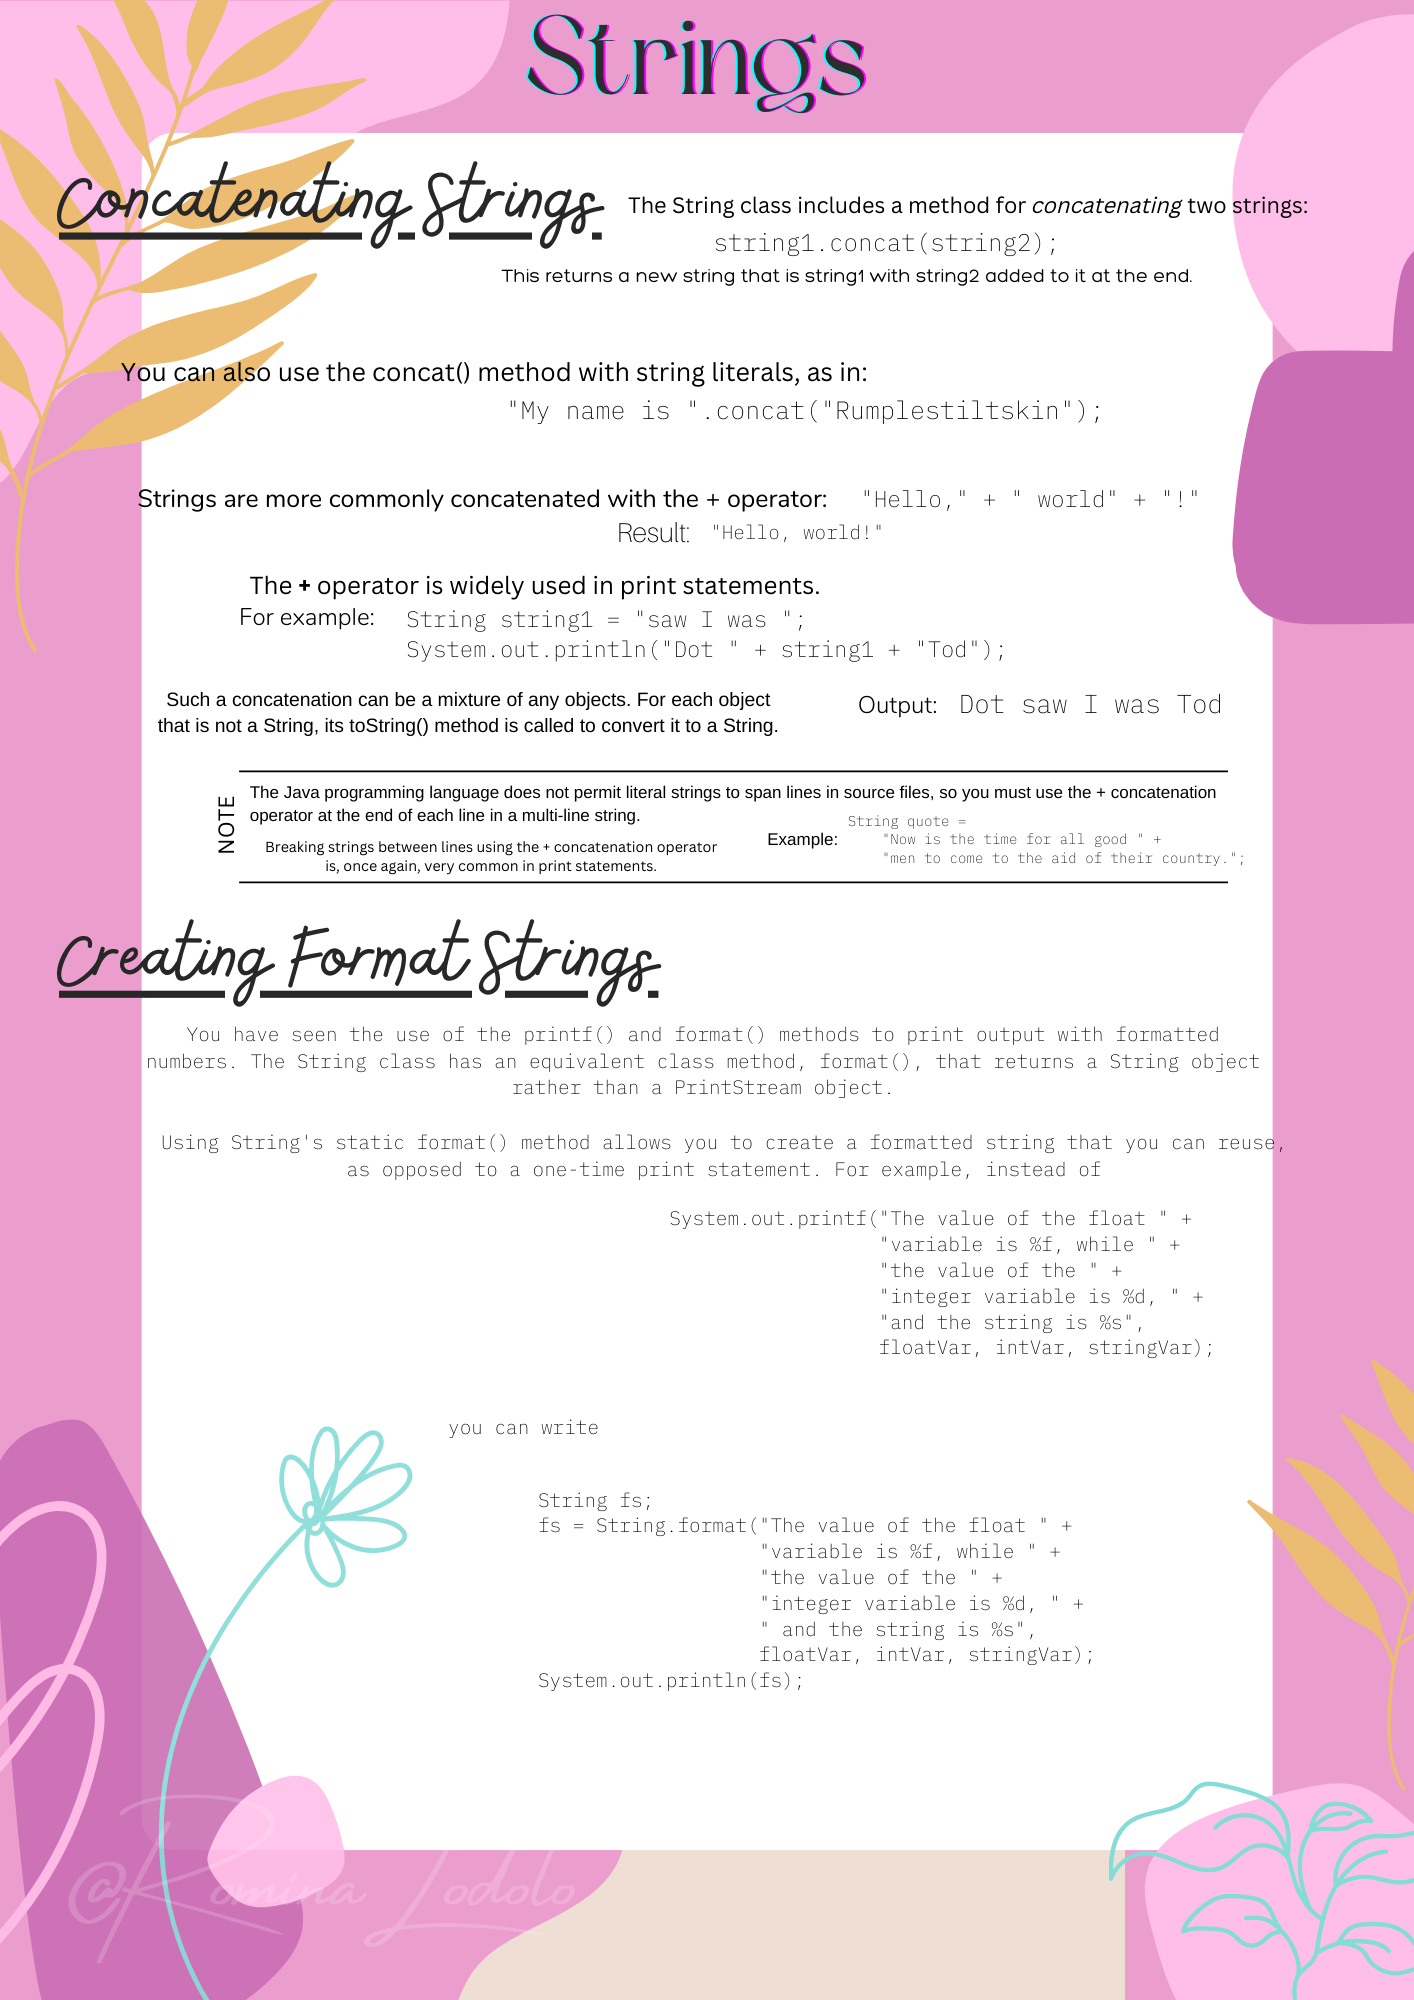 Strings
Concatenating Strings
The String class includes a method for concatenating two strings:
string1.concat(string2);
This returns a new string that is string1 with string2 added to it at the end.
You can also use the concat() method with string literals, as in:
"My name is ".concat("Rumplestiltskin");
Strings are more commonly concatenated with the + operator:
"Hello," + " world" + "!"
Result:
"Hello, world!"
The + operator is widely used in print statements.
For example:
String string1 = "saw I was ";
System.out.println("Dot " + string1 + "Tod");
Such a concatenation can be a mixture of any objects. For each object
that is not a String, its toString() method is called to convert it to a String.
Output:
Dot saw I was Tod
NOTE
The Java programming language does not permit literal strings to span lines in source files, so you must use the + concatenation
operator at the end of each line in a multi-line string.
Breaking strings between lines using the + concatenation operator
is, once again, very common in print statements.
Example:
String quote =
"Now is the time for all good " +
"men to come to the aid of their country.";
Creating Format Strings
You have seen the use of the printf() and format() methods to print output with formatted
numbers. The String class has an equivalent class method, format(), that returns a String object
rather than a PrintStream object.
Using String's static format() method allows you to create a formatted string that you can reuse,
as opposed to a one-time print statement. For example, instead of
System.out.printf("The value of the float " +
"variable is %f, while " +
"the value of the " +
"integer variable is %d, " +
"and the string is %s",
floatVar, intVar, stringVar);
you can write
String fs;
fs = String.format("The value of the float " +
"variable is %f, while " +
"the value of the " +
"integer variable is %d, " +
" and the string is %s",
floatVar, intVar, stringVar);
System.out.println(fs);
@Romina Lodolo